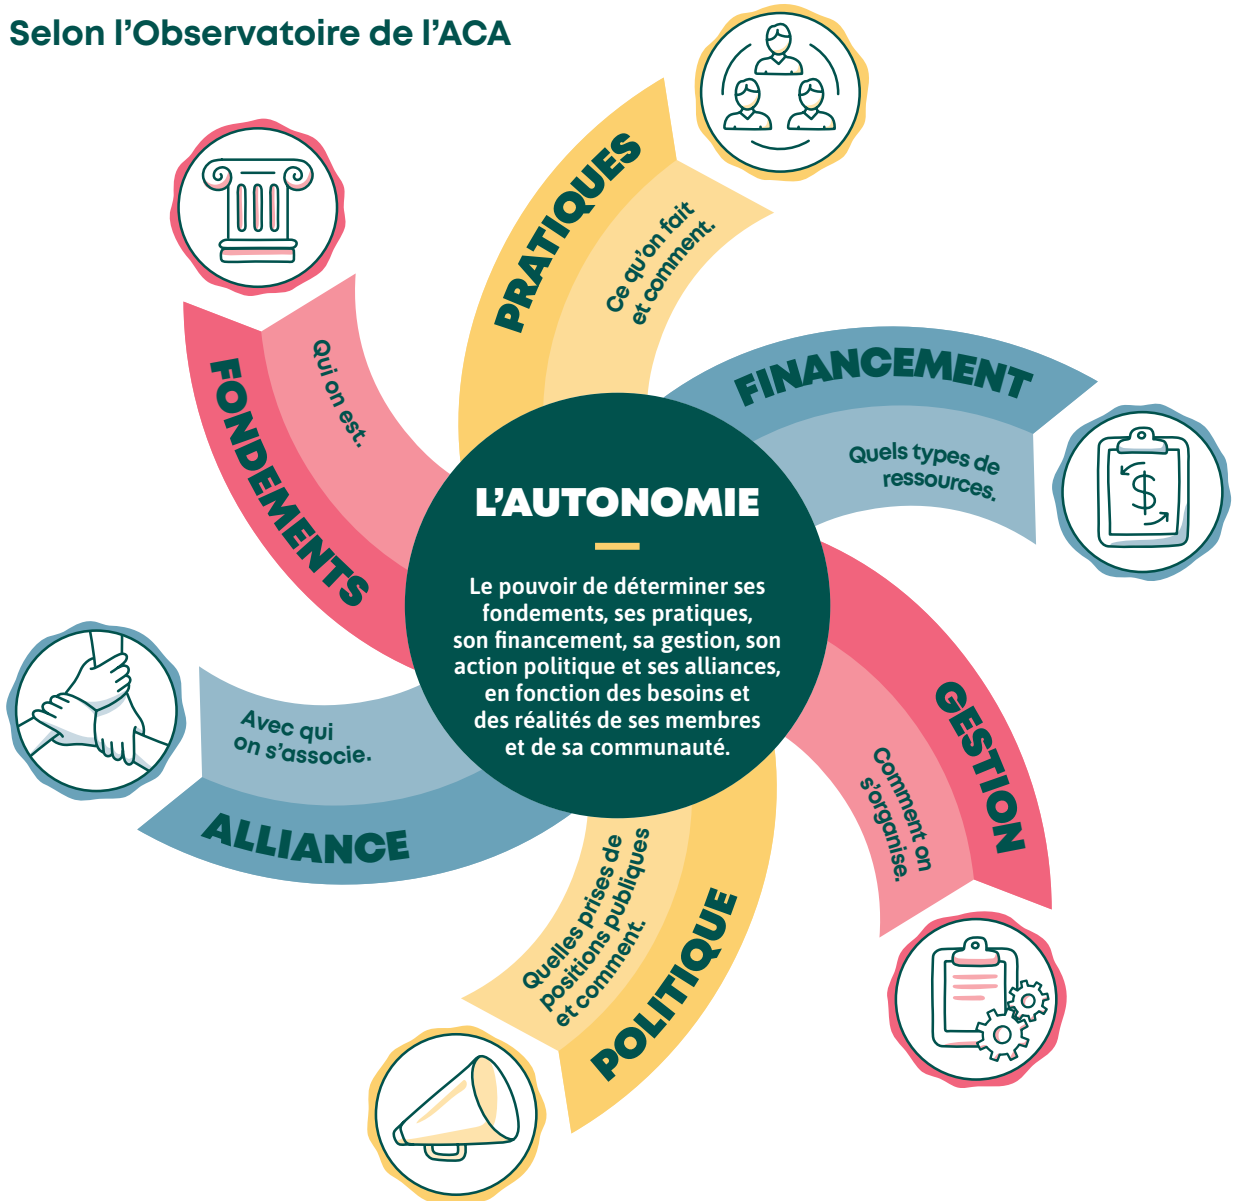 Selon l’Observatoire de l’ACA
PRATIQUES
Ce qu’on fait
et comment.
FINANCEMENT
Quels types de
ressources.
FONDEMENTS
Qui on est.
L’AUTONOMIE
Le pouvoir de déterminer ses
fondements, ses pratiques,
son financement, sa gestion, son
action politique et ses alliances,
en fonction des besoins et
des réalités de ses membres
et de sa communauté.
GESTION
Comment on
s’organise.
ALLIANCE
Avec qui
on s’associe.
POLITIQUE
Quelles prises de
positions publiques
et comment.
$